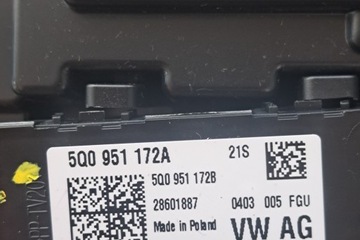 5Q0 951 172A 21S
5Q0 951 172B
28601887 0403 005 FGU
Made in Poland VW AG